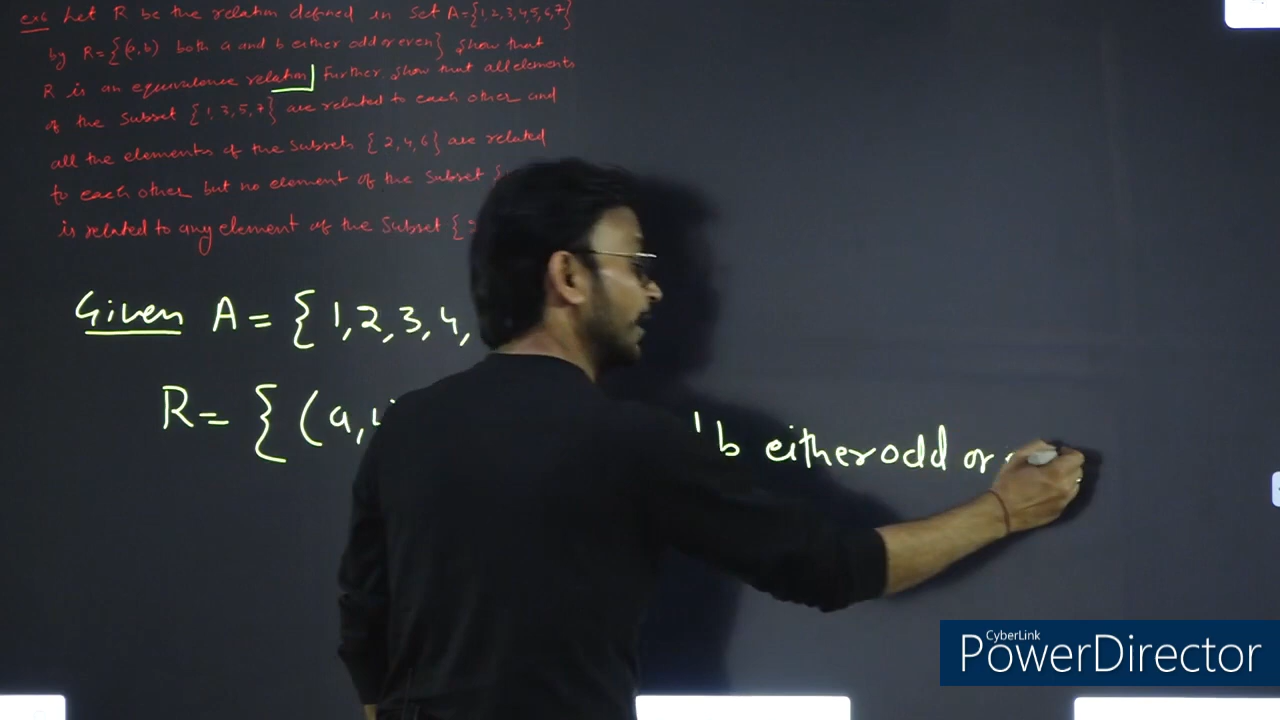 ex6 Let R be the relation defined in Set A={1,2,3,4,5,6,7}
by R={(a,b) both a and b either odd or even} Show that
R is an equivalence relation Further, Show that all elements
of the Subset {1,3,5,7} are related to each other and
all the elements of the Subsets {2,4,6} are related
to each other but no element of the Subset {
is related to any element of the Subset {2
Given A = { 1,2,3,4,
R = { (a, b either odd or
CyberLink
PowerDirector